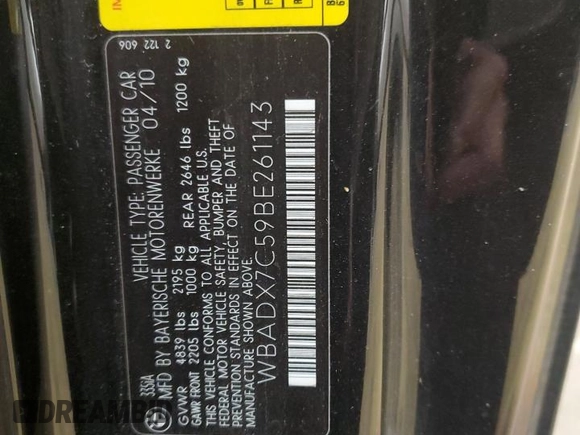 335iA
VEHICLE TYPE: PASSENGER CAR
MFD BY BAYERISCHE MOTORENWERKE 04/10
GVWR 4839 lbs 2195 kg
GAWR FRONT 2205 lbs 1000 kg REAR 2646 lbs 1200 kg
THIS VEHICLE CONFORMS TO ALL APPLICABLE U.S.
FEDERAL MOTOR VEHICLE SAFETY, BUMPER AND THEFT
PREVENTION STANDARDS IN EFFECT ON THE DATE OF
MANUFACTURE SHOWN ABOVE.
WBADX7C59BE261143
2 122 606